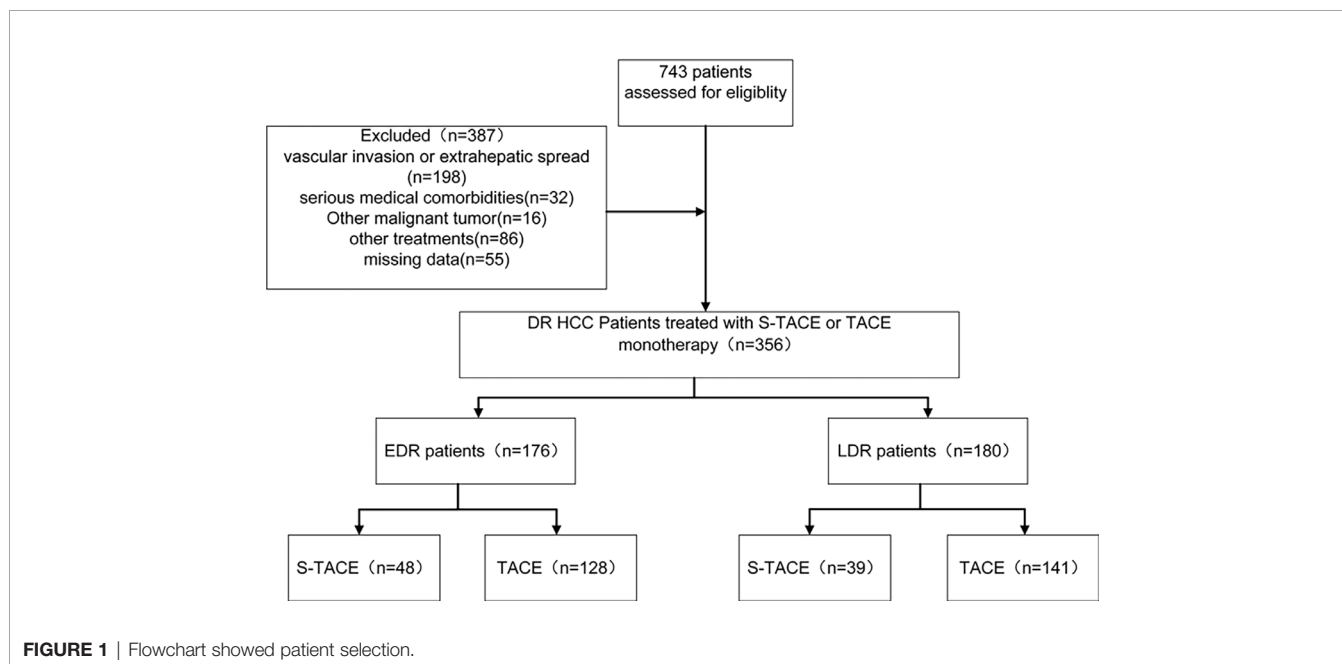 743 patients
assessed for eligiblity
Excluded（n=387）
vascular invasion or extrahepatic spread
(n=198)
serious medical comorbidities(n=32)
Other malignant tumor(n=16)
other treatments(n=86)
missing data(n=55)
DR HCC Patients treated with S-TACE or TACE
monotherapy（n=356）
EDR patients（n=176）
LDR patients（n=180）
S-TACE（n=48）
TACE（n=128）
S-TACE（n=39）
TACE（n=141）
FIGURE 1 | Flowchart showed patient selection.